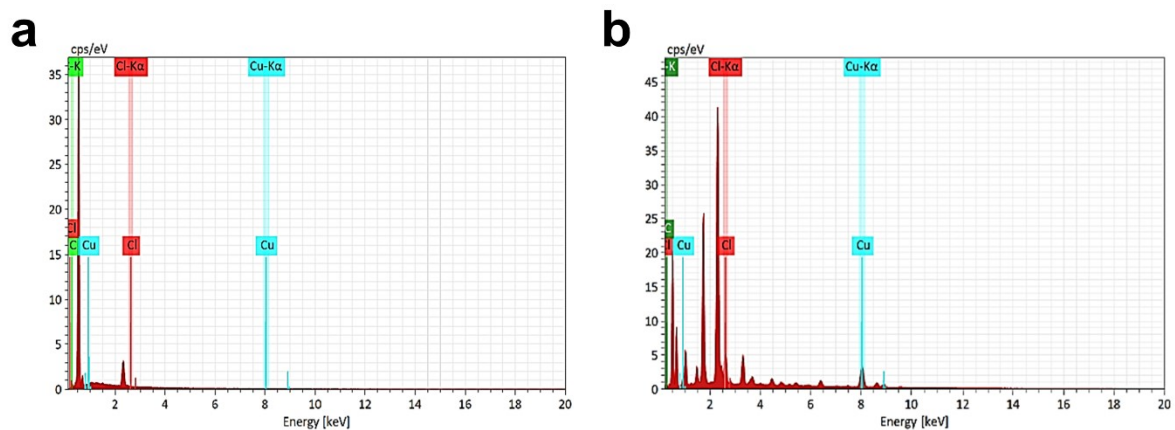 a
cps/eV
-K Cl-Kα Cu-Kα
35
30
25
20
15
10
5
0
Cl
C Cu Cl Cu
2 4 6 8 10 12 14 16 18 20
Energy [keV]
b
cps/eV
-K Cl-Kα Cu-Kα
45
40
35
30
25
20
15
10
5
0
C
Cu Cl Cu
2 4 6 8 10 12 14 16 18 20
Energy [keV]